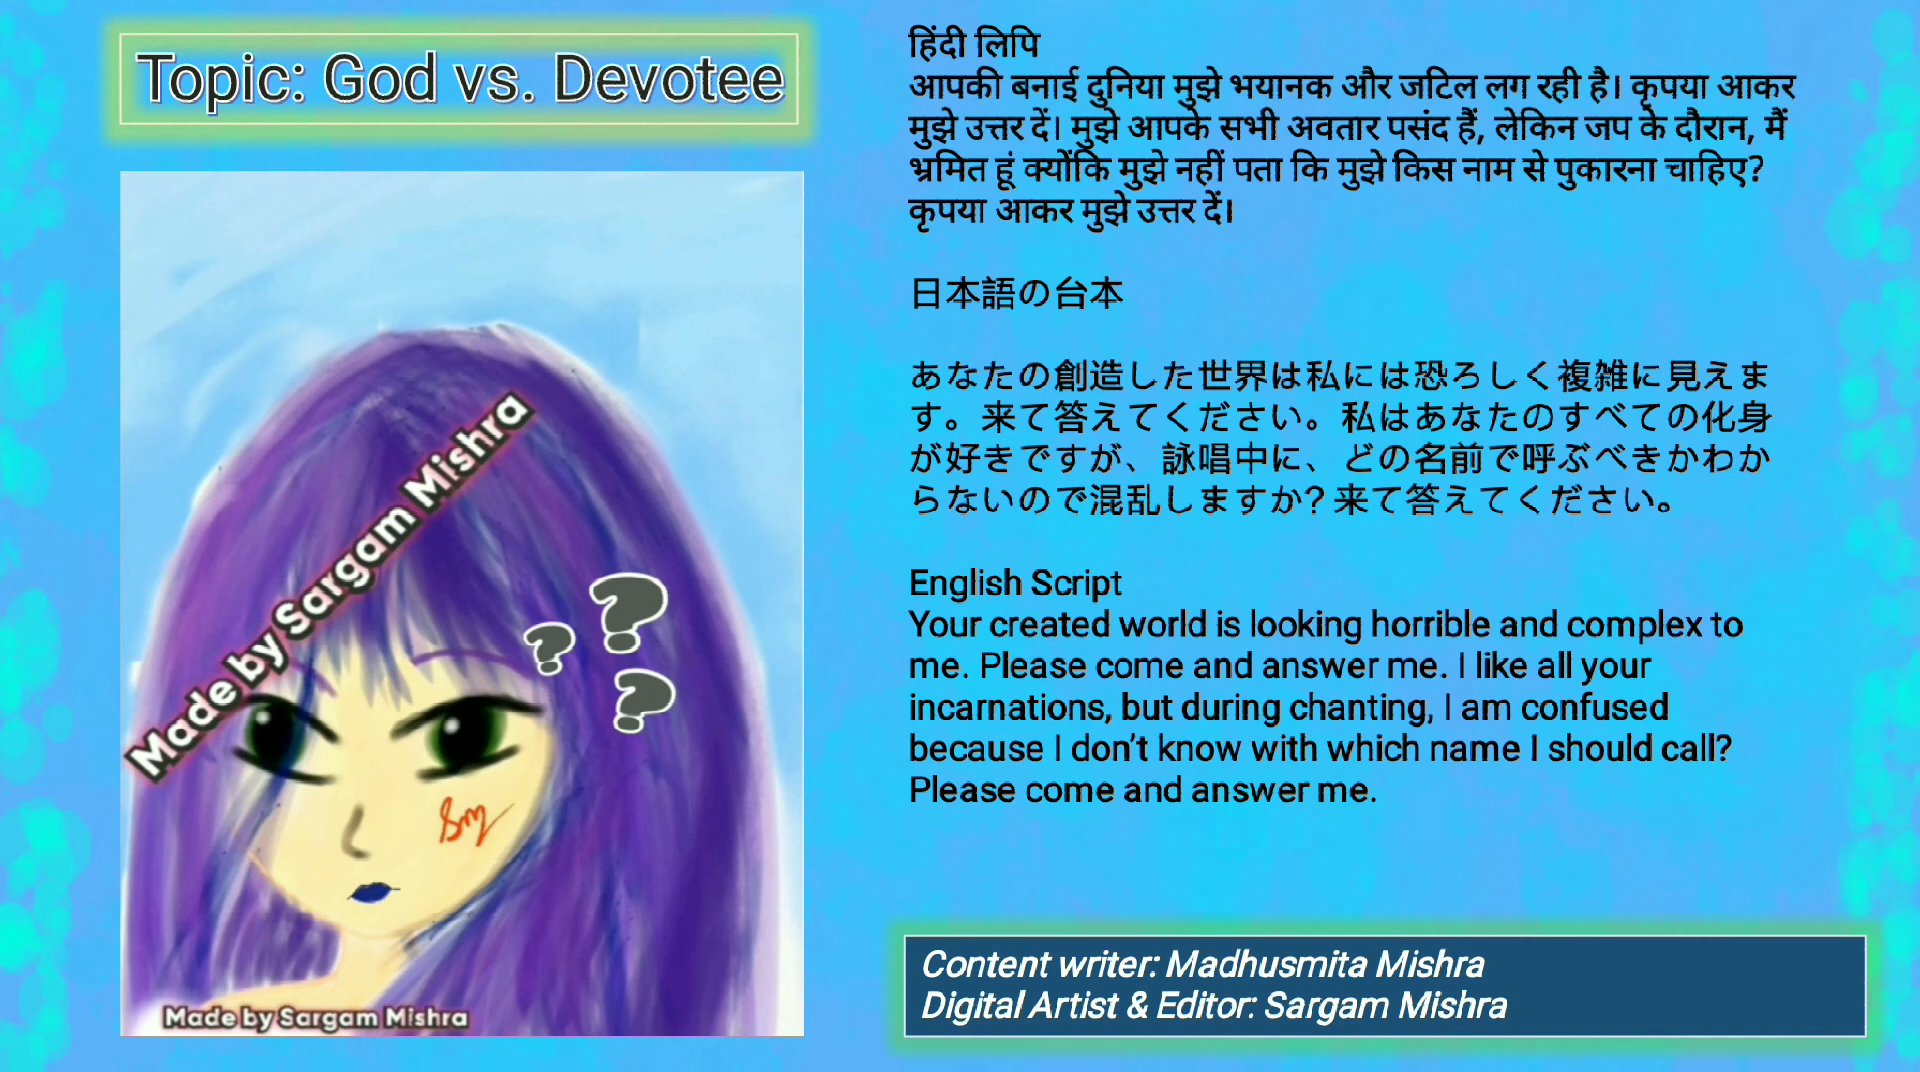 Topic: God vs. Devotee
Made by Sargam Mishra
???
Sm
Made by Sargam Mishra
हिंदी लिपि
आपकी बनाई दुनिया मुझे भयानक और जटिल लग रही है। कृपया आकर
मुझे उत्तर दें। मुझे आपके सभी अवतार पसंद हैं, लेकिन जप के दौरान, मैं
भ्रमित हूं क्योंकि मुझे नहीं पता कि मुझे किस नाम से पुकारना चाहिए?
कृपया आकर मुझे उत्तर दें।
日本語の台本
あなたの創造した世界は私には恐ろしく複雑に見えま
す。来て答えてください。私はあなたのすべての化身
が好きですが、詠唱中に、どの名前で呼ぶべきかわか
らないので混乱しますか? 来て答えてください。
English Script
Your created world is looking horrible and complex to
me. Please come and answer me. I like all your
incarnations, but during chanting, I am confused
because I don’t know with which name I should call?
Please come and answer me.
Content writer: Madhusmita Mishra
Digital Artist & Editor: Sargam Mishra